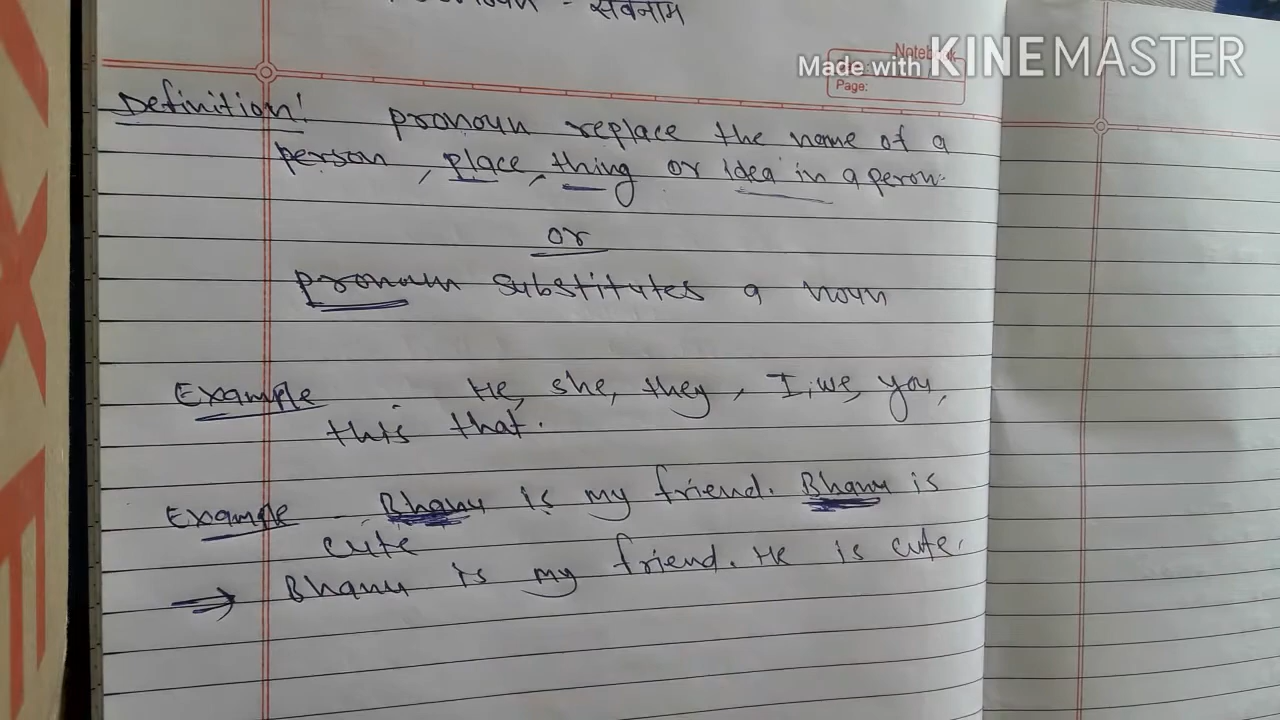 - सर्वनाम
Made with KINEMASTER
Notebook
Page:
Definition! pronoun replace the name of a
person, place, thing or idea in a peron.
or
pronoun substitutes a noun
Example - He, she, they, I, we, you,
this that.
Example - Bhanu is my friend. Bhanu is
cute
⇒ Bhanu is my friend. He is cute.